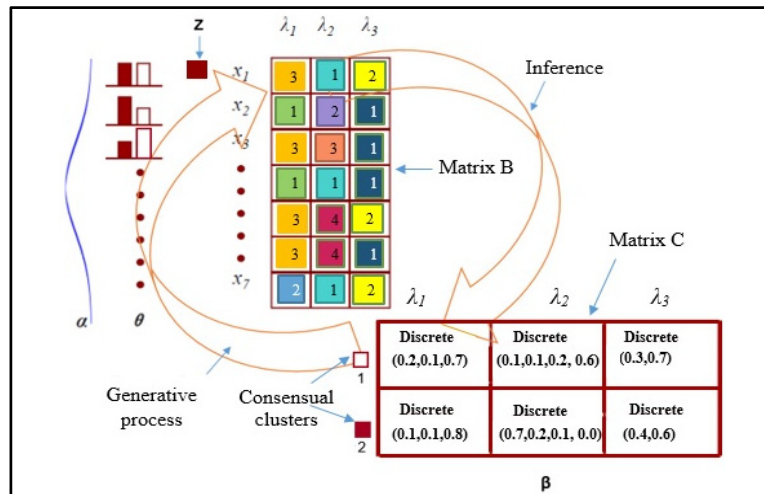 Z
λ1 λ2 λ3
x1 3 1 2
x2 1 2 1
x3 3 3 1
1 1 1
3 4 2
3 4 1
x7 2 1 2
Inference
Matrix B
Matrix C
α θ
λ1 λ2 λ3
Discrete Discrete Discrete
(0.2,0.1,0.7) (0.1,0.1,0.2, 0.6) (0.3,0.7)
1
Discrete Discrete Discrete
(0.1,0.1,0.8) (0.7,0.2,0.1, 0.0) (0.4,0.6)
2
Generative
process
Consensual
clusters
β